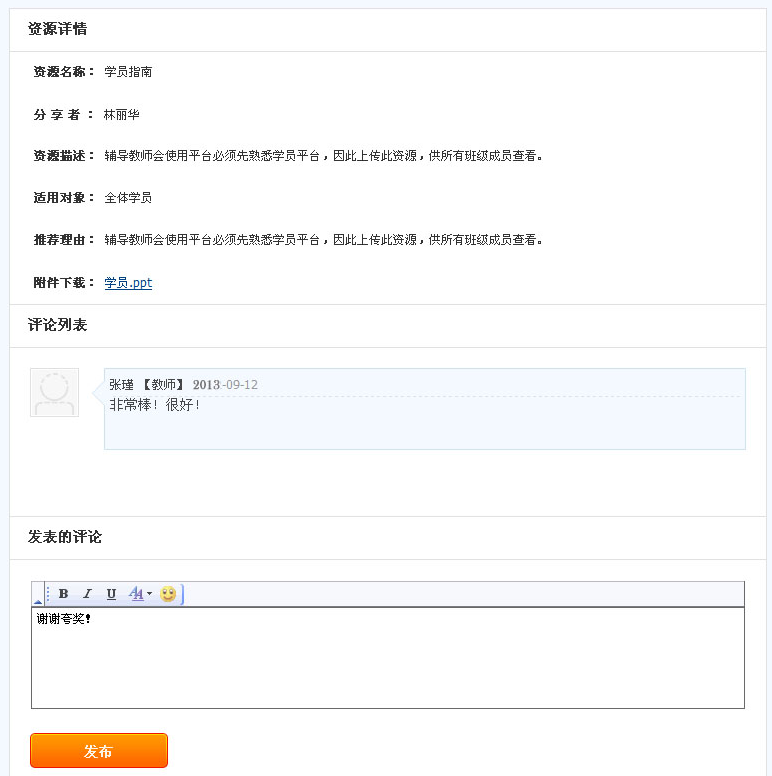 资源详情
资源名称： 学员指南
分 享 者 ： 林丽华
资源描述： 辅导教师会使用平台必须先熟悉学员平台，因此上传此资源，供所有班级成员查看。
适用对象： 全体学员
推荐理由： 辅导教师会使用平台必须先熟悉学员平台，因此上传此资源，供所有班级成员查看。
附件下载： 学员.ppt
评论列表
张瑾 【教师】 2013-09-12
非常棒！很好！
发表的评论
B I U A
谢谢夸奖！
发布